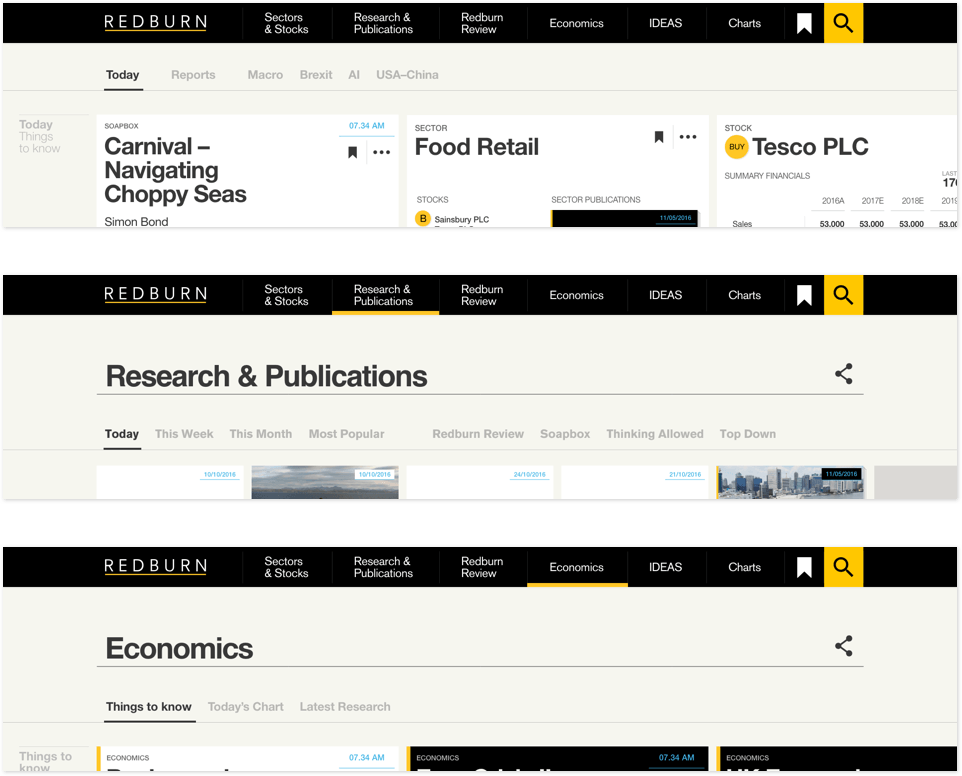 REDBURN
Sectors
& Stocks
Research &
Publications
Redburn
Review
Economics
IDEAS
Charts
Today
Reports
Macro
Brexit
AI
USA–China
Today
Things
to know
SOAPBOX
07.34 AM
Carnival –
Navigating
Choppy Seas
Simon Bond
SECTOR
Food Retail
STOCKS
SECTOR PUBLICATIONS
B
Sainsbury PLC
11/05/2016
STOCK
BUY
Tesco PLC
SUMMARY FINANCIALS
LAST
2016A
2017E
2018E
2019
Sales
53.000
53.000
53.000
REDBURN
Sectors
& Stocks
Research &
Publications
Redburn
Review
Economics
IDEAS
Charts
Research & Publications
Today
This Week
This Month
Most Popular
Redburn Review
Soapbox
Thinking Allowed
Top Down
10/10/2016
10/10/2016
24/10/2016
21/10/2016
11/05/2016
REDBURN
Sectors
& Stocks
Research &
Publications
Redburn
Review
Economics
IDEAS
Charts
Economics
Things to know
Today's Chart
Latest Research
Things to
know
ECONOMICS
07.34 AM
ECONOMICS
07.34 AM
ECONOMICS